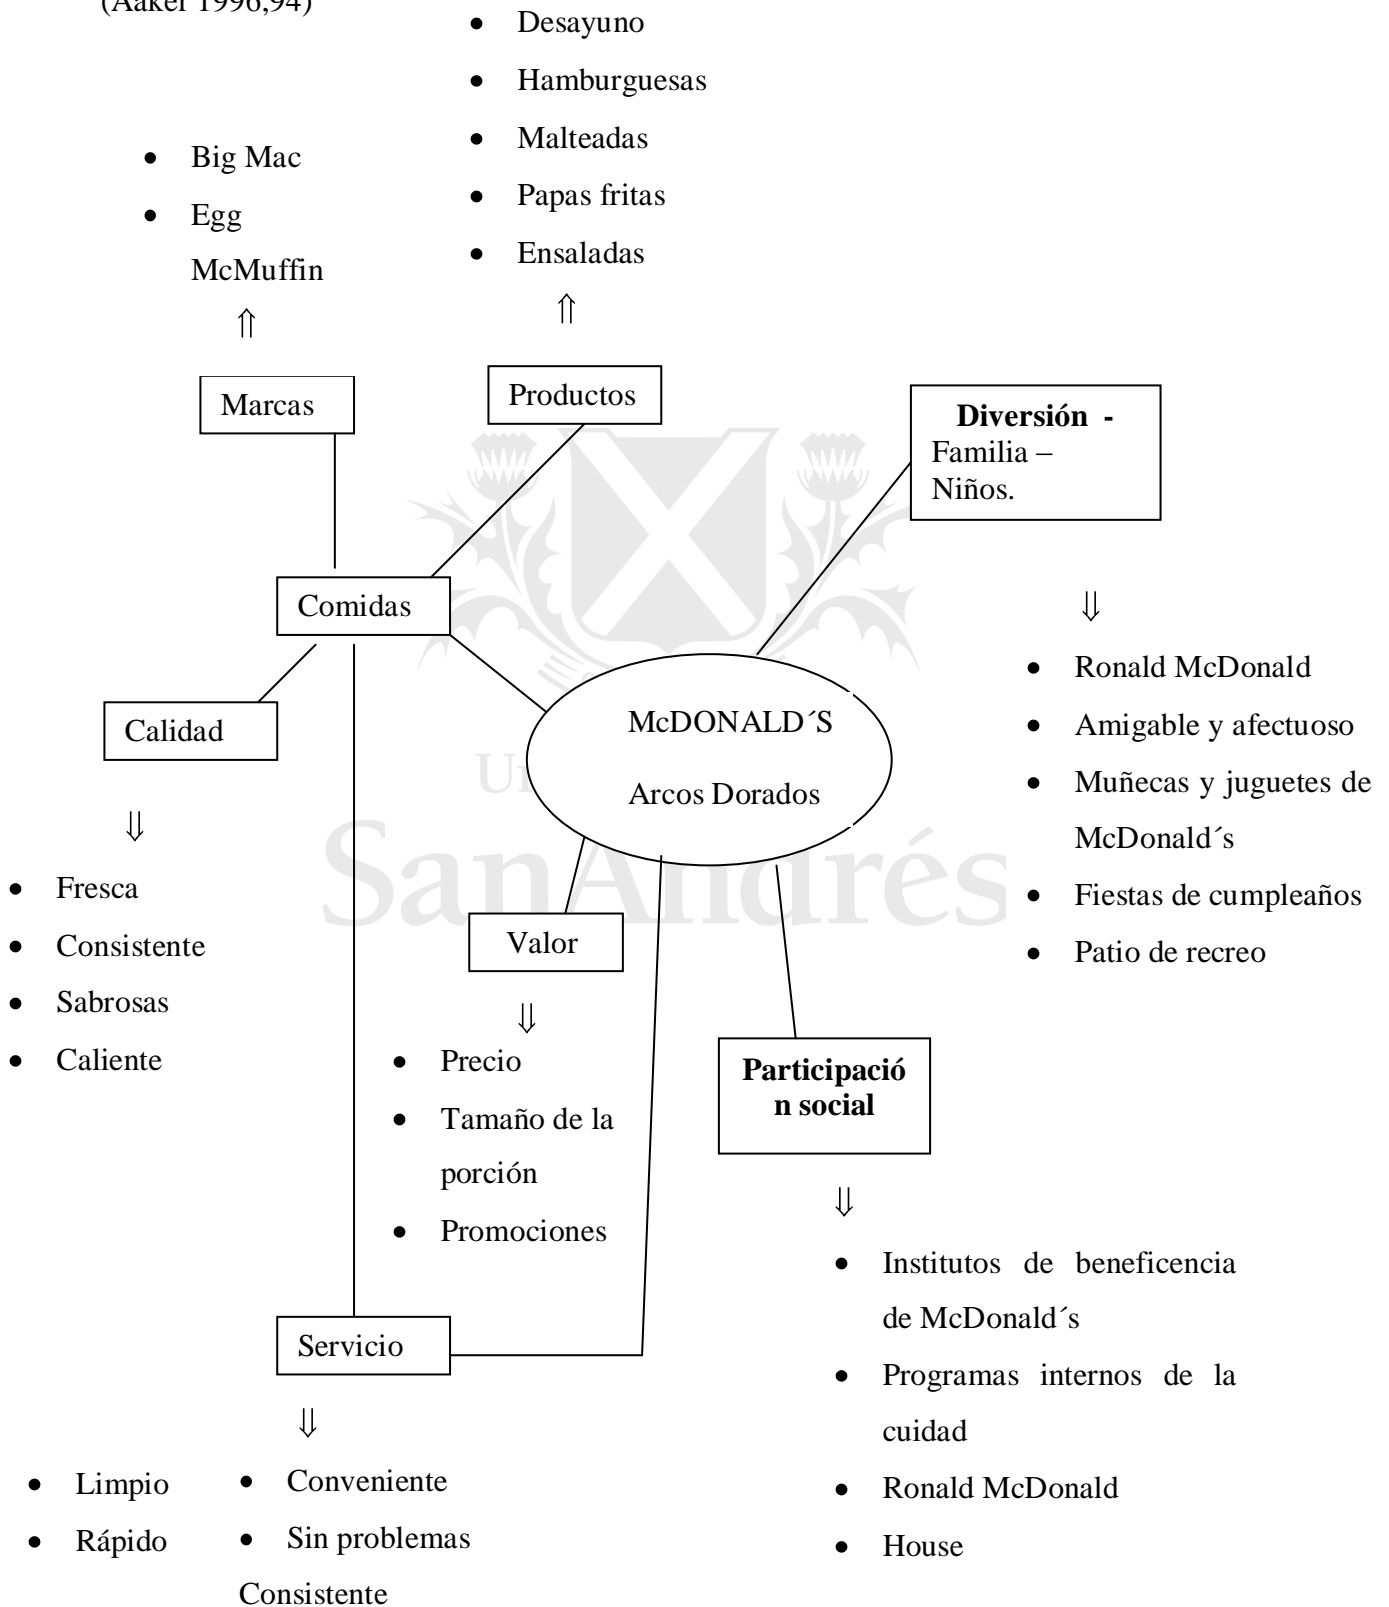 (Aaker 1996,94)
• Desayuno
• Hamburguesas
• Malteadas
• Papas fritas
• Ensaladas
⇑
• Big Mac
• Egg
McMuffin
⇑
Marcas
Productos
Diversión -
Familia –
Niños.
⇓
• Ronald McDonald
• Amigable y afectuoso
• Muñecas y juguetes de
McDonald´s
• Fiestas de cumpleaños
• Patio de recreo
Comidas
McDONALD´S
Arcos Dorados
Calidad
⇓
• Fresca
• Consistente
• Sabrosas
• Caliente
Valor
⇓
• Precio
• Tamaño de la
porción
• Promociones
Participació
n social
⇓
• Institutos de beneficencia
de McDonald´s
• Programas internos de la
cuidad
• Ronald McDonald
• House
Servicio
⇓
• Limpio
• Rápido
• Conveniente
• Sin problemas
Consistente
SanAndrés